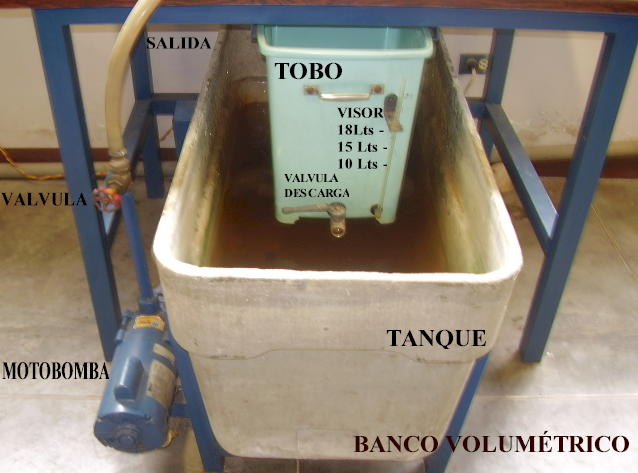 SALIDA
TOBO
VISOR
18Lts -
15 Lts -
10 Lts -
VALVULA
DESCARGA
VALVULA
TANQUE
MOTOBOMBA
BANCO VOLUMÉTRICO